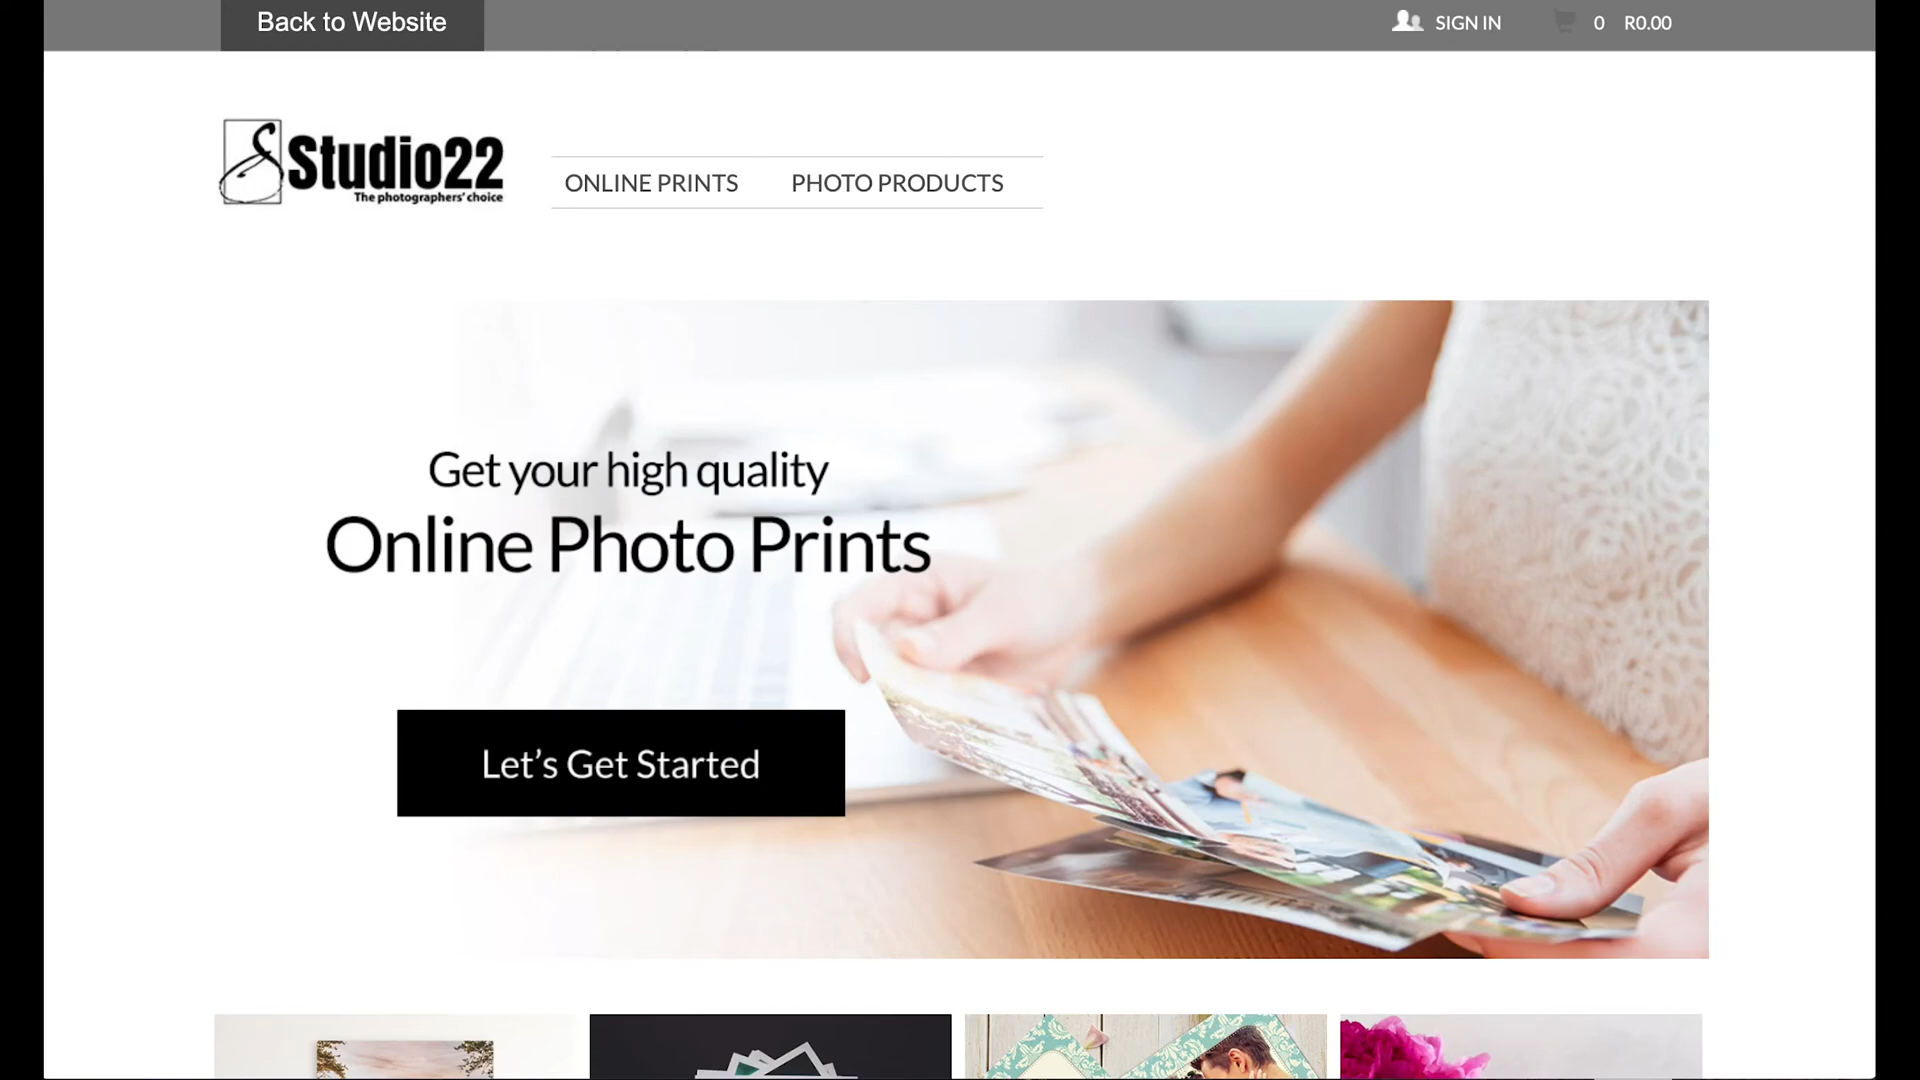 Back to Website
SIGN IN
0
R0.00
Studio22
The photographers' choice
ONLINE PRINTS
PHOTO PRODUCTS
Get your high quality
Online Photo Prints
Let’s Get Started